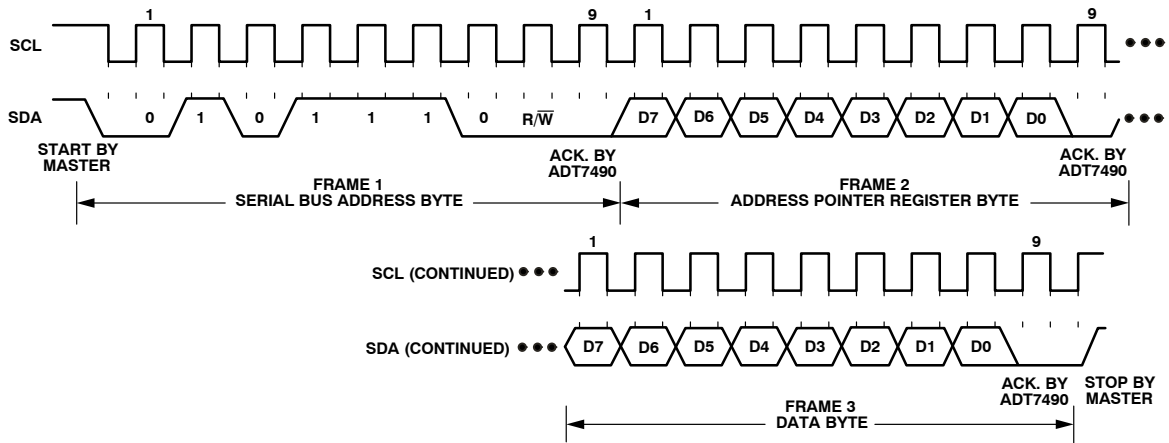 1 9 1 9
SCL
SDA 0 1 0 1 1 1 0 R/W̅ D7 D6 D5 D4 D3 D2 D1 D0
START BY
MASTER
ACK. BY
ADT7490
ACK. BY
ADT7490
FRAME 1
SERIAL BUS ADDRESS BYTE
FRAME 2
ADDRESS POINTER REGISTER BYTE
1 9
SCL (CONTINUED)
SDA (CONTINUED) D7 D6 D5 D4 D3 D2 D1 D0
ACK. BY
ADT7490
STOP BY
MASTER
FRAME 3
DATA BYTE